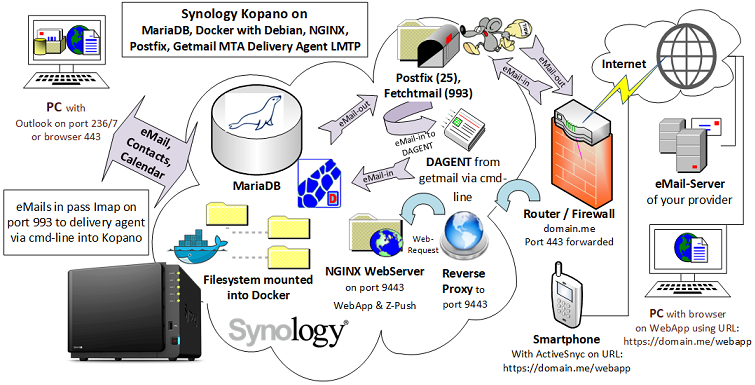 Synology Kopano on
MariaDB, Docker with Debian, NGINX,
Postfix, Getmail MTA Delivery Agent LMTP
PC with
Outlook on port 236/7
or browser 443
eMail,
Contacts,
Calendar
eMails in pass Imap on
port 993 to delivery agent
via cmd-line into Kopano
MariaDB
eMail-out
Postfix (25),
Fetchtmail (993)
eMail-in to
DAGENT
eMail-in
DAGENT from
getmail via cmd-
line
D
Filesystem mounted
into Docker
Synology®
NGINX WebServer
on port 9443
WebApp & Z-Push
Web-
Request
Reverse
Proxy to
port 9443
eMail-out
eMail-in
Internet
Router / Firewall
domain.me
Port 443 forwarded
eMail-Server
of your provider
Smartphone
With ActiveSnyc on URL:
https://domain.me/webapp
PC with browser
on WebApp using URL:
https://domain.me/webapp